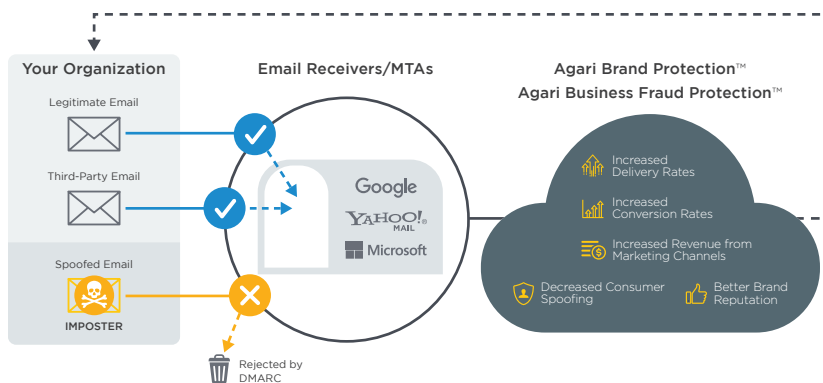 Your Organization
Legitimate Email
Third-Party Email
Spoofed Email
IMPOSTER
Email Receivers/MTAs
Google
YAHOO!®
MAIL
Microsoft
Rejected by
DMARC
Agari Brand Protection™
Agari Business Fraud Protection™
Increased
Delivery Rates
Increased
Conversion Rates
Increased Revenue from
Marketing Channels
Decreased Consumer
Spoofing
Better Brand
Reputation